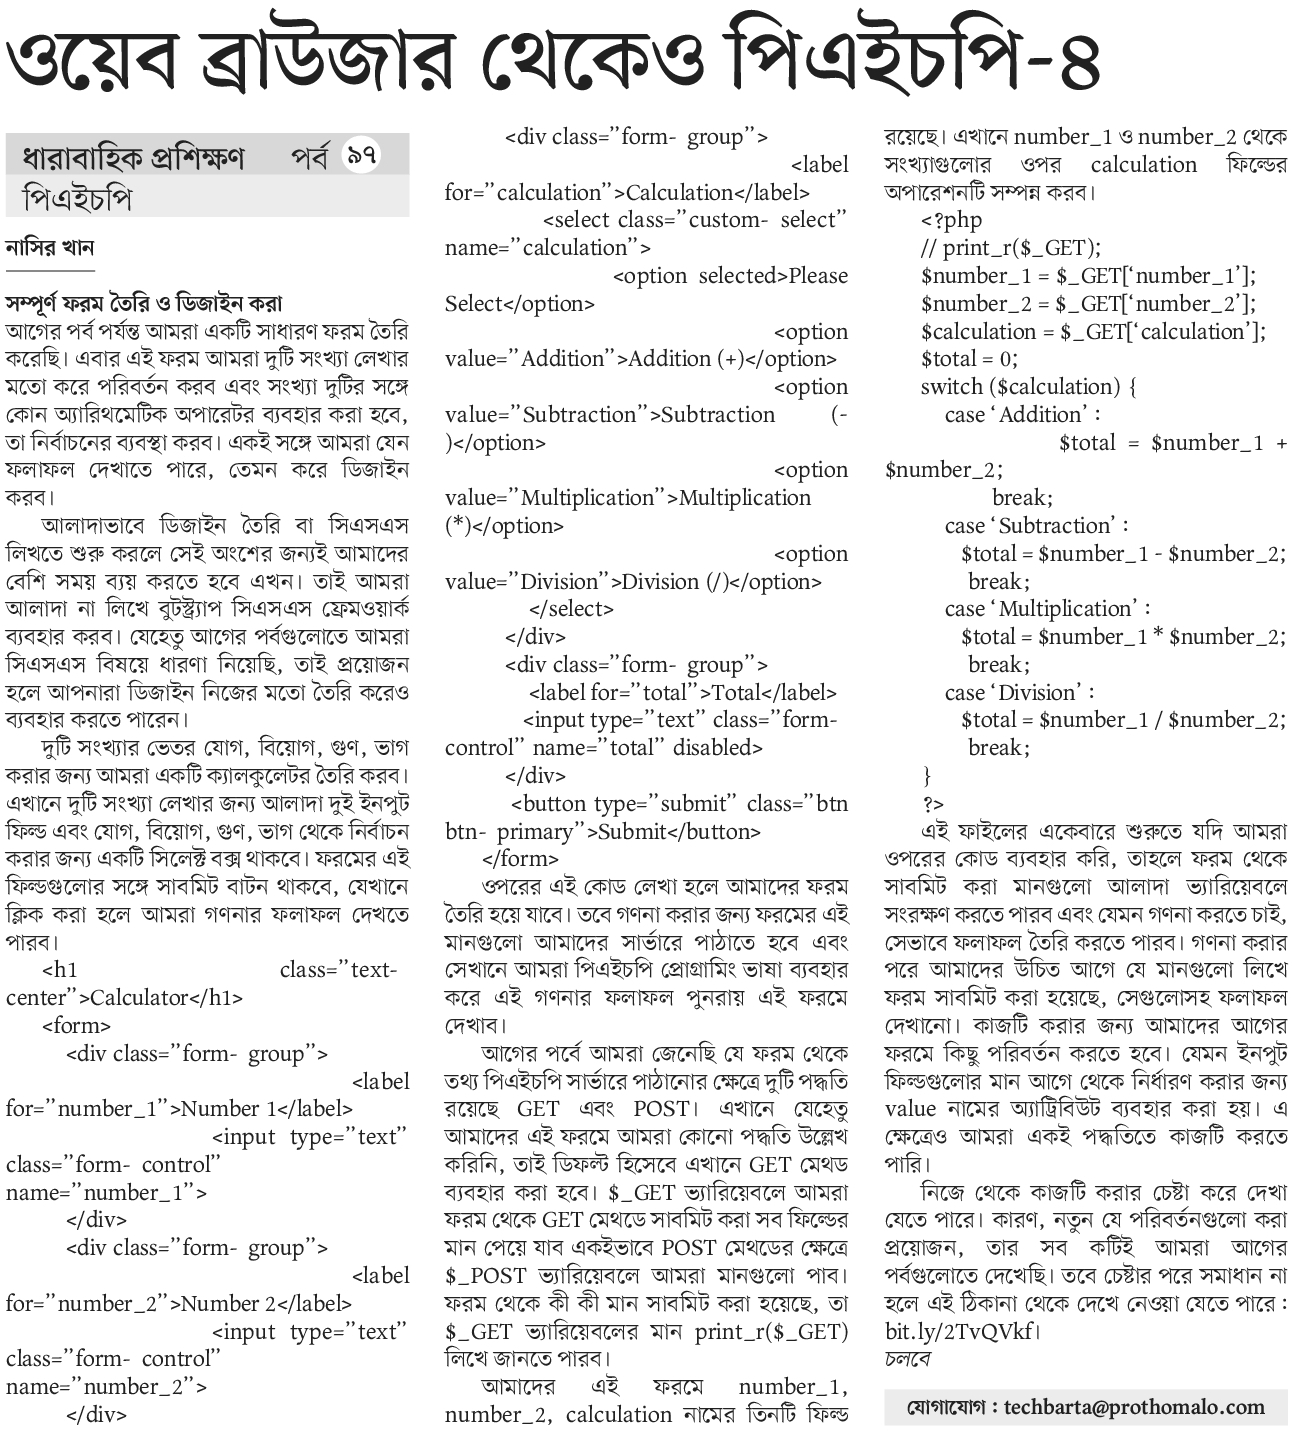 ওয়েব ব্রাউজার থেকেও পিএইচপি-৪
ধারাবাহিক প্রশিক্ষণ পর্ব ৯৭
পিএইচপি
নাসির খান
সম্পূর্ণ ফরম তৈরি ও ডিজাইন করা
আগের পর্ব পর্যন্ত আমরা একটি সাধারণ ফরম তৈরি
করেছি। এবার এই ফরম আমরা দুটি সংখ্যা লেখার
মতো করে পরিবর্তন করব এবং সংখ্যা দুটির সঙ্গে
কোন অ্যারিথমেটিক অপারেটর ব্যবহার করা হবে,
তা নির্বাচনের ব্যবস্থা করব। একই সঙ্গে আমরা যেন
ফলাফল দেখাতে পারে, তেমন করে ডিজাইন
করব।
আলাদাভাবে ডিজাইন তৈরি বা সিএসএস
লিখতে শুরু করলে সেই অংশের জন্যই আমাদের
বেশি সময় ব্যয় করতে হবে এখন। তাই আমরা
আলাদা না লিখে বুটস্ট্র্যাপ সিএসএস ফ্রেমওয়ার্ক
ব্যবহার করব। যেহেতু আগের পর্বগুলোতে আমরা
সিএসএস বিষয়ে ধারণা নিয়েছি, তাই প্রয়োজন
হলে আপনারা ডিজাইন নিজের মতো তৈরি করেও
ব্যবহার করতে পারেন।
দুটি সংখ্যার ভেতর যোগ, বিয়োগ, গুণ, ভাগ
করার জন্য আমরা একটি ক্যালকুলেটর তৈরি করব।
এখানে দুটি সংখ্যা লেখার জন্য আলাদা দুই ইনপুট
ফিল্ড এবং যোগ, বিয়োগ, গুণ, ভাগ থেকে নির্বাচন
করার জন্য একটি সিলেক্ট বক্স থাকবে। ফরমের এই
ফিল্ডগুলোর সঙ্গে সাবমিট বাটন থাকবে, যেখানে
ক্লিক করা হলে আমরা গণনার ফলাফল দেখতে
পারব।
<h1 class=”text-
center”>Calculator</h1>
<form>
<div class=”form- group”>
<label
for=”number_1”>Number 1</label>
<input type=”text”
class=”form- control”
name=”number_1”>
</div>
<div class=”form- group”>
<label
for=”number_2”>Number 2</label>
<input type=”text”
class=”form- control”
name=”number_2”>
</div>
<div class=”form- group”>
<label
for=”calculation”>Calculation</label>
<select class=”custom- select”
name=”calculation”>
<option selected>Please
Select</option>
<option
value=”Addition”>Addition (+)</option>
<option
value=”Subtraction”>Subtraction (-
)</option>
<option
value=”Multiplication”>Multiplication
(*)</option>
<option
value=”Division”>Division (/)</option>
</select>
</div>
<div class=”form- group”>
<label for=”total”>Total</label>
<input type=”text” class=”form-
control” name=”total” disabled>
</div>
<button type=”submit” class=”btn
btn- primary”>Submit</button>
</form>
ওপরের এই কোড লেখা হলে আমাদের ফরম
তৈরি হয়ে যাবে। তবে গণনা করার জন্য ফরমের এই
মানগুলো আমাদের সার্ভারে পাঠাতে হবে এবং
সেখানে আমরা পিএইচপি প্রোগ্রামিং ভাষা ব্যবহার
করে এই গণনার ফলাফল পুনরায় এই ফরমে
দেখাব।
আগের পর্বে আমরা জেনেছি যে ফরম থেকে
তথ্য পিএইচপি সার্ভারে পাঠানোর ক্ষেত্রে দুটি পদ্ধতি
রয়েছে GET এবং POST। এখানে যেহেতু
আমাদের এই ফরমে আমরা কোনো পদ্ধতি উল্লেখ
করিনি, তাই ডিফল্ট হিসেবে এখানে GET মেথড
ব্যবহার করা হবে। $_GET ভ্যারিয়েবলে আমরা
ফরম থেকে GET মেথডে সাবমিট করা সব ফিল্ডের
মান পেয়ে যাব একইভাবে POST মেথডের ক্ষেত্রে
$_POST ভ্যারিয়েবলে আমরা মানগুলো পাব।
ফরম থেকে কী কী মান সাবমিট করা হয়েছে, তা
$_GET ভ্যারিয়েবলের মান print_r($_GET)
লিখে জানতে পারব।
আমাদের এই ফরমে number_1,
number_2, calculation নামের তিনটি ফিল্ড
রয়েছে। এখানে number_1 ও number_2 থেকে
সংখ্যাগুলোর ওপর calculation ফিল্ডের
অপারেশনটি সম্পন্ন করব।
<?php
// print_r($_GET);
$number_1 = $_GET[‘number_1’];
$number_2 = $_GET[‘number_2’];
$calculation = $_GET[‘calculation’];
$total = 0;
switch ($calculation) {
case ‘Addition’ :
$total = $number_1 +
$number_2;
break;
case ‘Subtraction’ :
$total = $number_1 - $number_2;
break;
case ‘Multiplication’ :
$total = $number_1 * $number_2;
break;
case ‘Division’ :
$total = $number_1 / $number_2;
break;
}
?>
এই ফাইলের একেবারে শুরুতে যদি আমরা
ওপরের কোড ব্যবহার করি, তাহলে ফরম থেকে
সাবমিট করা মানগুলো আলাদা ভ্যারিয়েবলে
সংরক্ষণ করতে পারব এবং যেমন গণনা করতে চাই,
সেভাবে ফলাফল তৈরি করতে পারব। গণনা করার
পরে আমাদের উচিত আগে যে মানগুলো লিখে
ফরম সাবমিট করা হয়েছে, সেগুলোসহ ফলাফল
দেখানো। কাজটি করার জন্য আমাদের আগের
ফরমে কিছু পরিবর্তন করতে হবে। যেমন ইনপুট
ফিল্ডগুলোর মান আগে থেকে নির্ধারণ করার জন্য
value নামের অ্যাট্রিবিউট ব্যবহার করা হয়। এ
ক্ষেত্রেও আমরা একই পদ্ধতিতে কাজটি করতে
পারি।
নিজে থেকে কাজটি করার চেষ্টা করে দেখা
যেতে পারে। কারণ, নতুন যে পরিবর্তনগুলো করা
প্রয়োজন, তার সব কটিই আমরা আগের
পর্বগুলোতে দেখেছি। তবে চেষ্টার পরে সমাধান না
হলে এই ঠিকানা থেকে দেখে নেওয়া যেতে পারে :
bit.ly/2TvQVkf।
চলবে
যোগাযোগ : techbarta@prothomalo.com